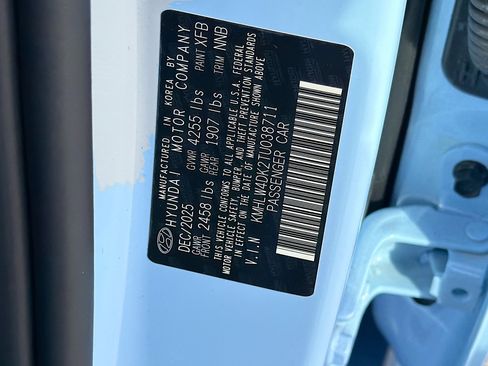 MANUFACTURED IN KOREA BY
HYUNDAI MOTOR COMPANY
DEC/2025 GVWR 4255 lbs PAINT XFB
GAWR FRONT 2458 lbs GAWR REAR 1907 lbs TRIM NNB
THIS VEHICLE CONFORMS TO ALL APPLICABLE U.S.A. FEDERAL
MOTOR VEHICLE SAFETY, BUMPER, AND THEFT PREVENTION STANDARDS
IN EFFECT ON THE DATE OF MANUFACTURE SHOWN ABOVE
V.I.N KMHLM4DK2TU038711
PASSENGER CAR